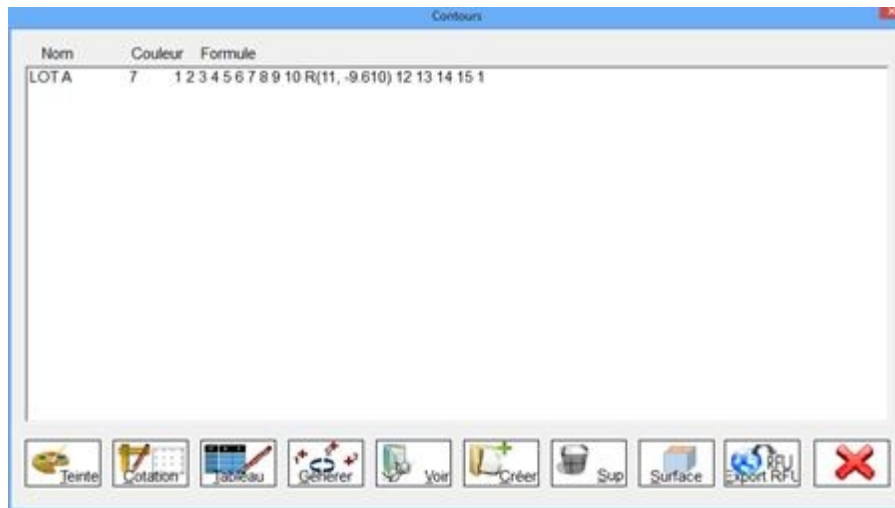 Contours
Nom Couleur Formule
LOT A 7 1 2 3 4 5 6 7 8 9 10 R(11, -9.610) 12 13 14 15 1
Teinte Cotation Tableau Générer Voir Créer Sup Surface Export RFU